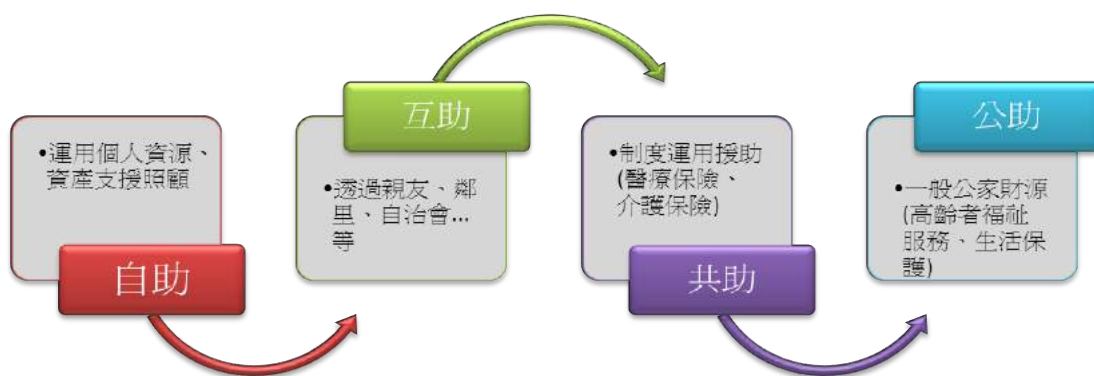 •運用個人資源、
資產支援照顧
自助
互助
•透過親友、鄰
里、自治會...
等
•制度運用援助
(醫療保險、
介護保險)
共助
公助
•一般公家財源
(高齡者福祉
服務、生活保
護)